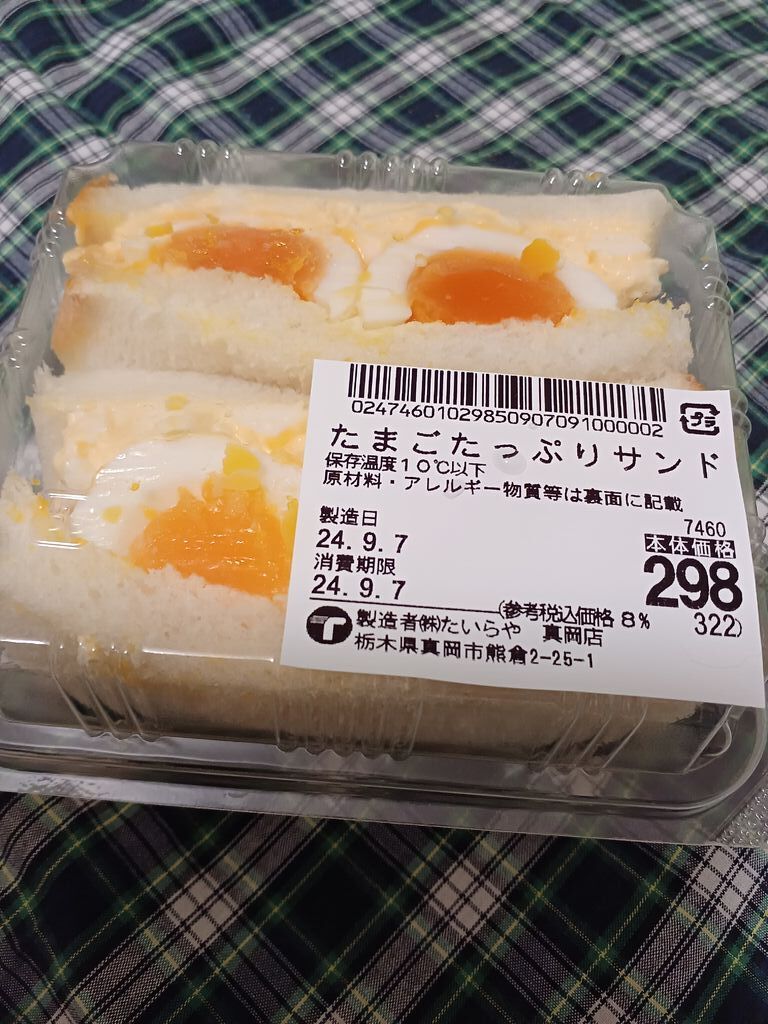 02474601029850907091000002
プラ
たまごたっぷりサンド
保存温度10℃以下
原材料・アレルギー物質等は裏面に記載
製造日
24.9.7
消費期限
24.9.7
7460
本体価格
298
(参考税込価格 8% 322)
製造者㈱たいらや 真岡店
栃木県真岡市熊倉2-25-1